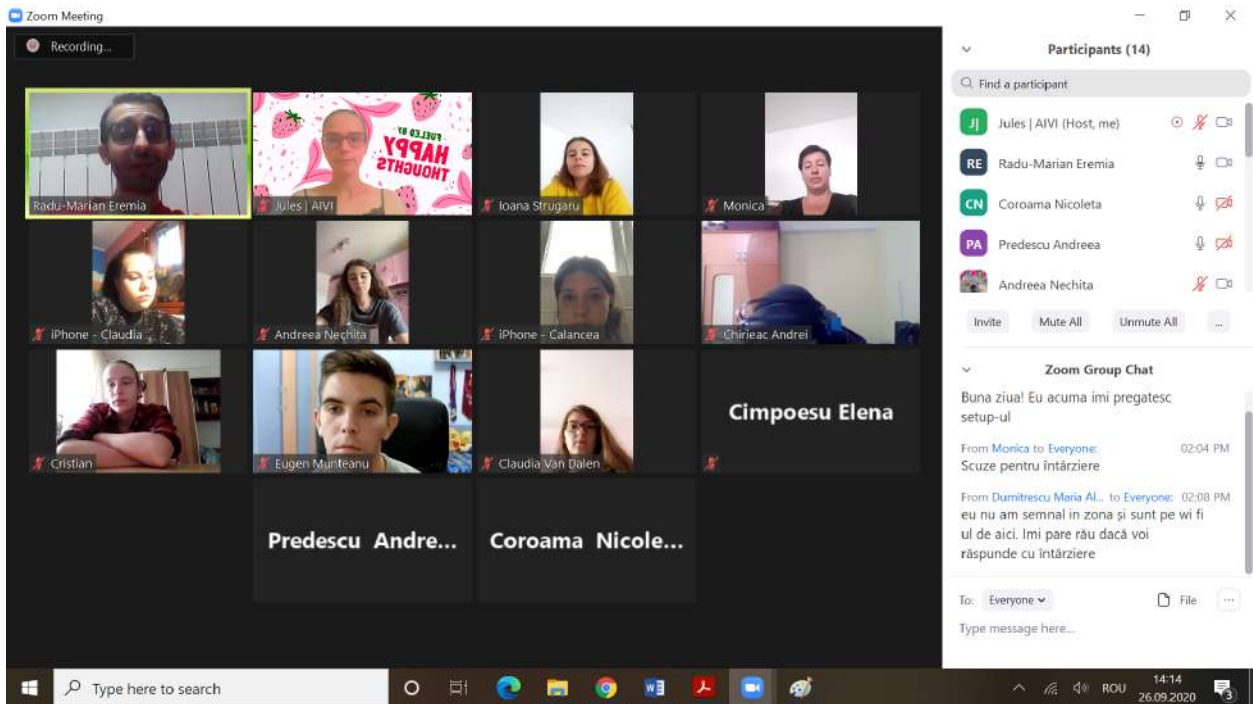 Zoom Meeting
Recording...
Radu-Marian Eremia
FUELED BY
HAPPY
THOUGHTS
Jules | AIVI
Ioana Strugaru
Monica
iPhone - Claudia
Andreea Nechita
iPhone - Calancea
Chirieac Andrei
Cristian
Eugen Munteanu
Claudia Van Dalen
Cimpoesu Elena
Predescu Andre...
Coroama Nicole...
Participants (14)
Find a participant
J|
Jules | AIVI (Host, me)
RE
Radu-Marian Eremia
CN
Coroama Nicoleta
PA
Predescu Andreea
Andreea Nechita
Invite
Mute All
Unmute All
...
Zoom Group Chat
Buna ziua! Eu acuma imi pregatesc
setup-ul
From Monica to Everyone: 02:04 PM
Scuze pentru întârziere
From Dumitrescu Maria Al... to Everyone: 02:08 PM
eu nu am semnal in zona și sunt pe wi fi
ul de aici. Imi pare rău dacă voi
răspunde cu întârziere
To: Everyone
File
...
Type message here...
Type here to search
ROU
14:14
26.09.2020
3